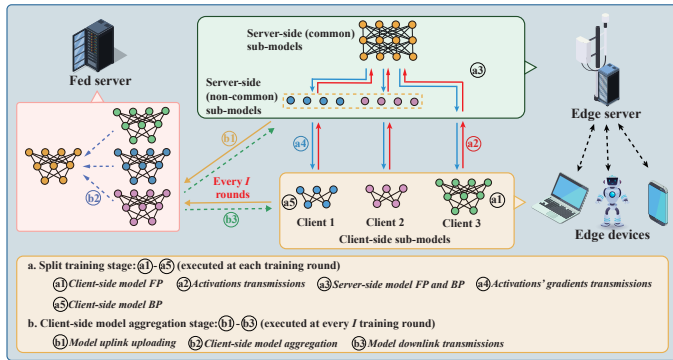 Server-side (common)
sub-models
Fed server
a3
Server-side
(non-common)
sub-models
Edge server
b1
a4
a2
Every I
rounds
b2
b3
a5
a1
Client 1 Client 2 Client 3
Client-side sub-models
Edge devices
a. Split training stage: a1 - a5 (executed at each training round)
a1 Client-side model FP a2 Activations transmissions a3 Server-side model FP and BP a4 Activations' gradients transmissions
a5 Client-side model BP
b. Client-side model aggregation stage: b1 - b3 (executed at every I training round)
b1 Model uplink uploading b2 Client-side model aggregation b3 Model downlink transmissions